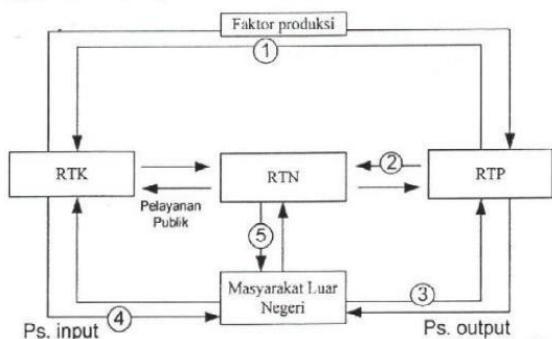 Faktor produksi
1
RTK
RTN
2
RTP
Pelayanan
Publik
5
Masyarakat Luar
Negeri
3
4
Ps. input
Ps. output